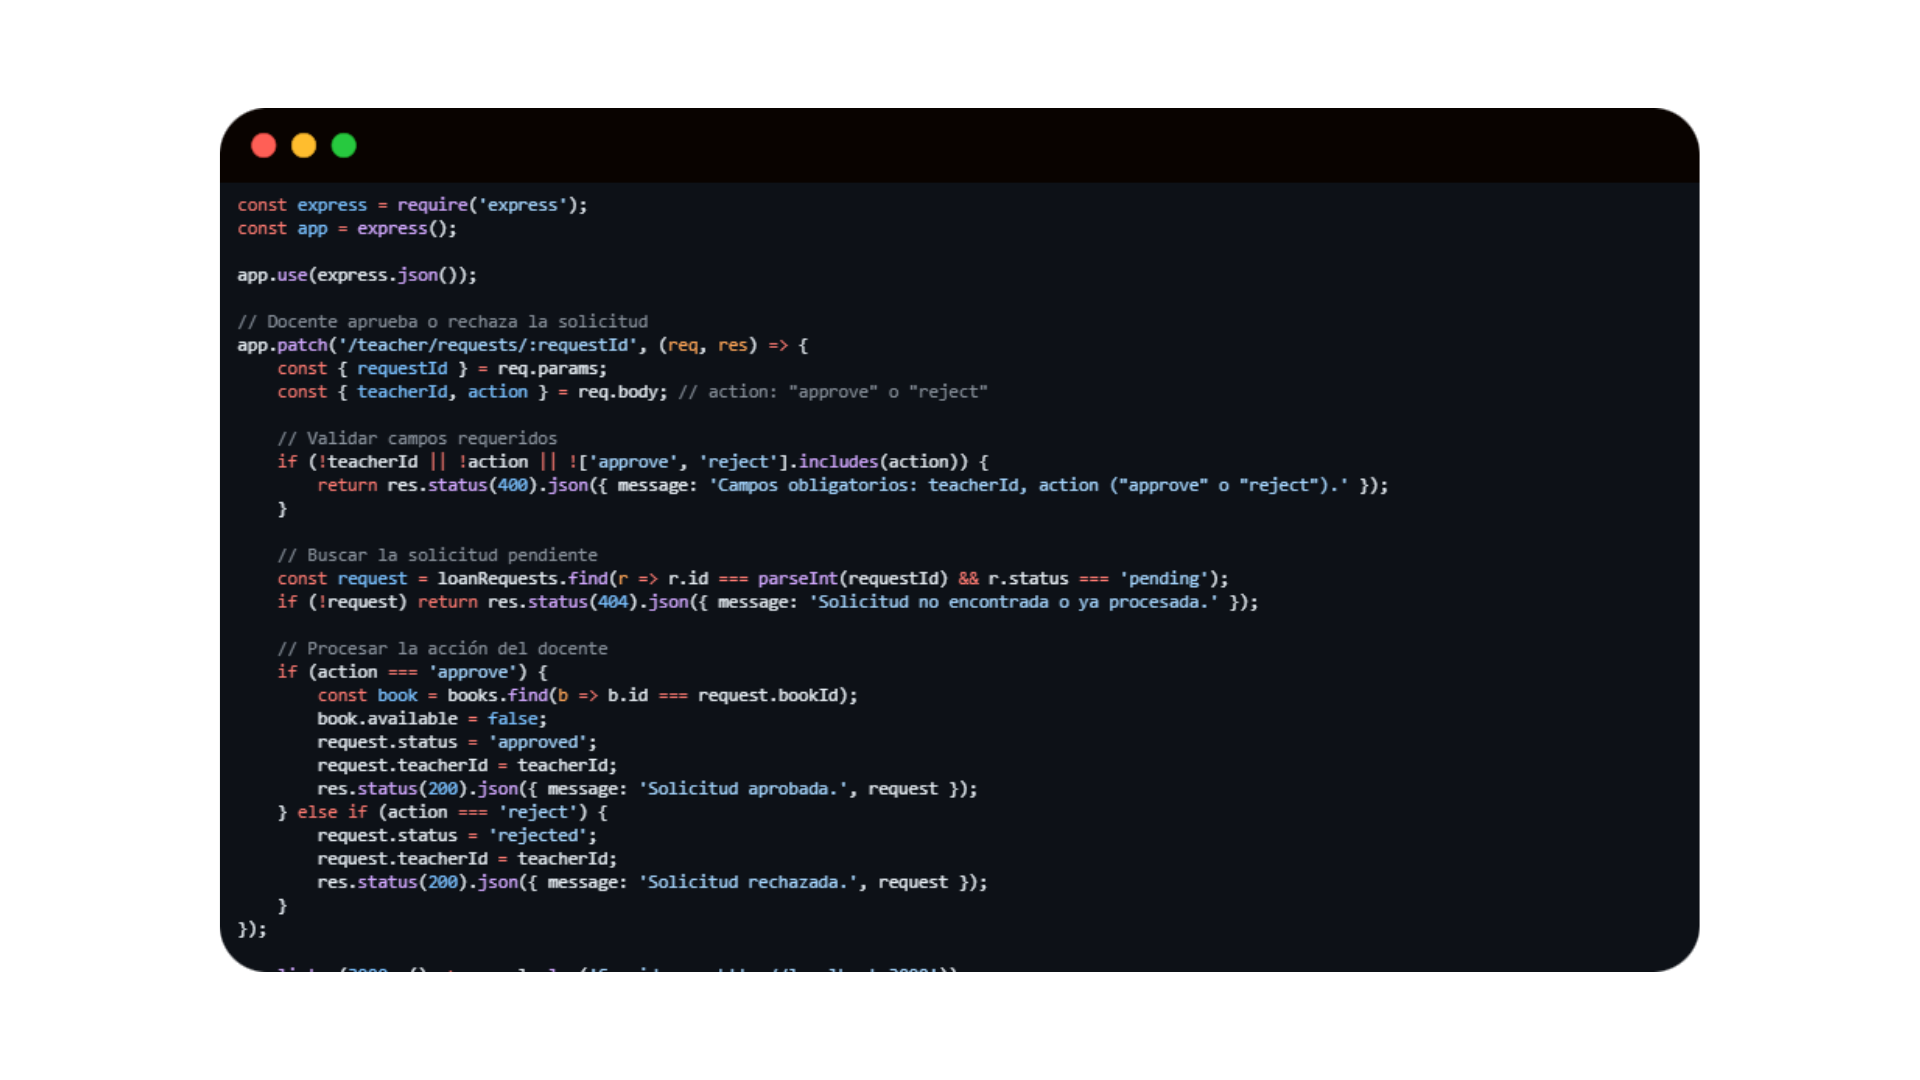 const express = require('express');
const app = express();
app.use(express.json());
// Docente aprueba o rechaza la solicitud
app.patch('/teacher/requests/:requestId', (req, res) => {
const { requestId } = req.params;
const { teacherId, action } = req.body; // action: "approve" o "reject"
// Validar campos requeridos
if (!teacherId || !action || !['approve', 'reject'].includes(action)) {
return res.status(400).json({ message: 'Campos obligatorios: teacherId, action ("approve" o "reject").' });
}
// Buscar la solicitud pendiente
const request = loanRequests.find(r => r.id === parseInt(requestId) && r.status === 'pending');
if (!request) return res.status(404).json({ message: 'Solicitud no encontrada o ya procesada.' });
// Procesar la acción del docente
if (action === 'approve') {
const book = books.find(b => b.id === request.bookId);
book.available = false;
request.status = 'approved';
request.teacherId = teacherId;
res.status(200).json({ message: 'Solicitud aprobada.', request });
} else if (action === 'reject') {
request.status = 'rejected';
request.teacherId = teacherId;
res.status(200).json({ message: 'Solicitud rechazada.', request });
}
});